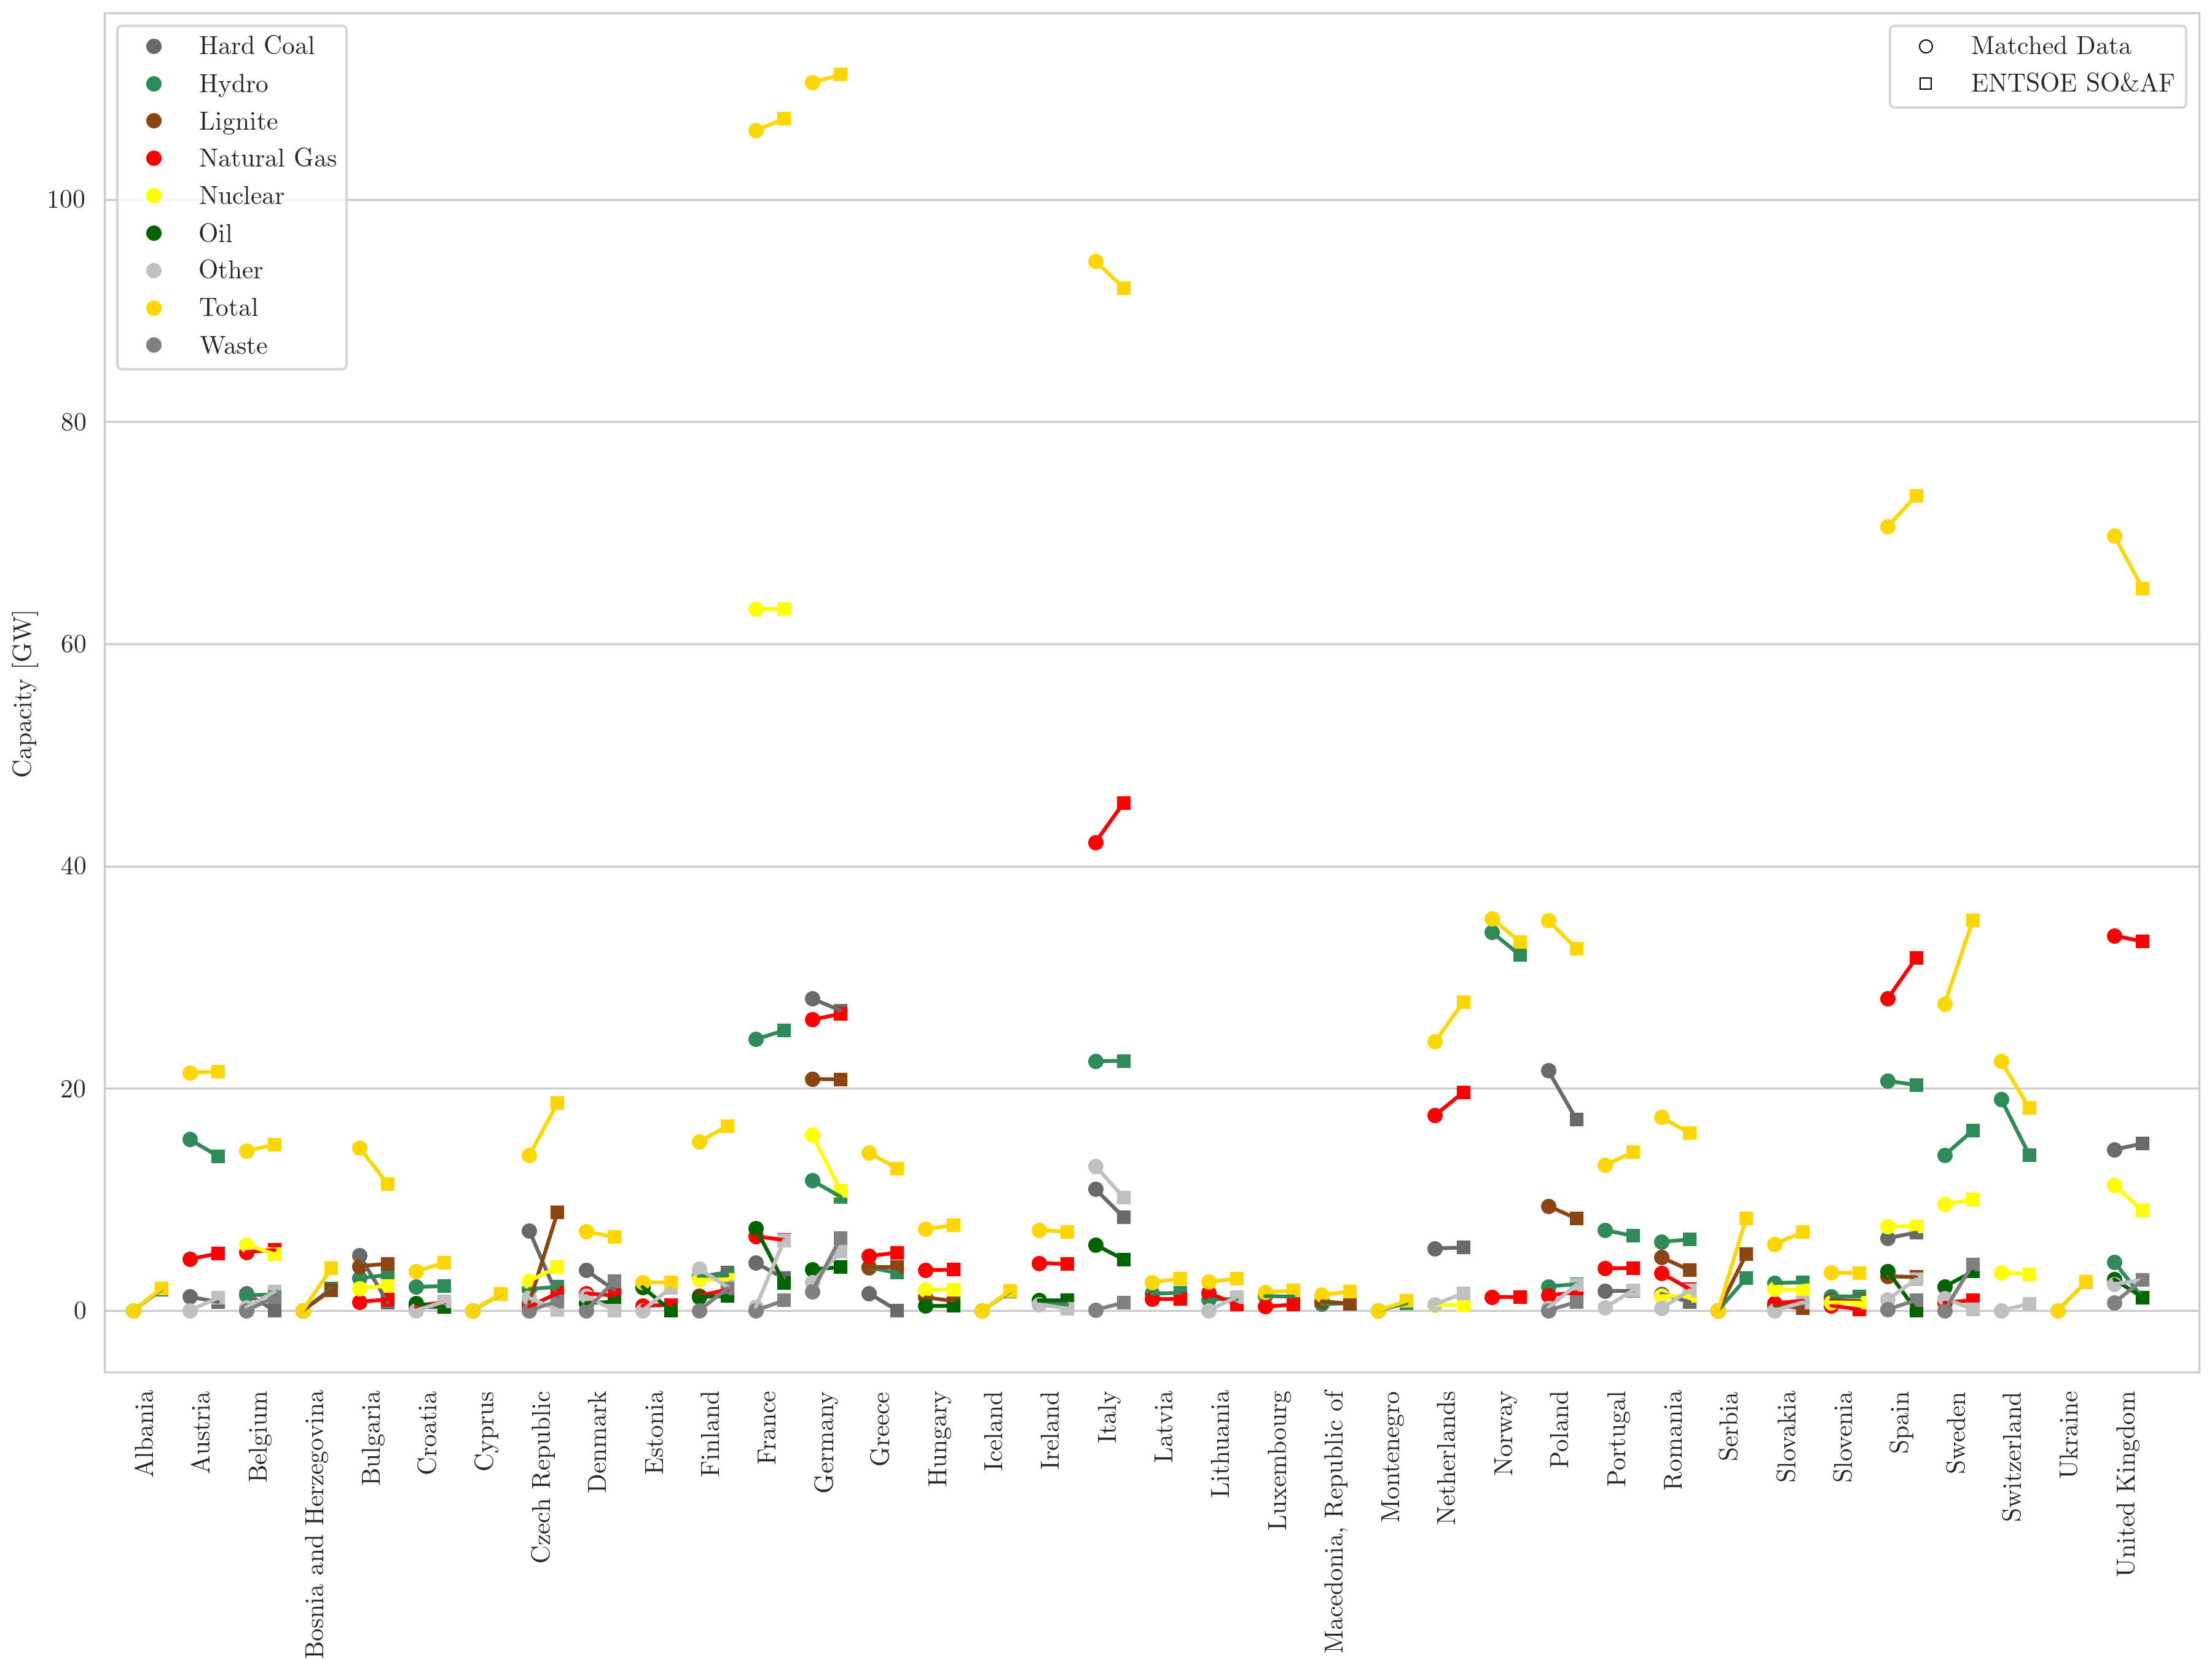 Hard Coal
Hydro
Lignite
Natural Gas
Nuclear
Oil
Other
Total
Waste
Matched Data
ENTSOE SO&AF
Capacity [GW]
100
80
60
40
20
0
Albania
Austria
Belgium
Bosnia and Herzegovina
Bulgaria
Croatia
Cyprus
Czech Republic
Denmark
Estonia
Finland
France
Germany
Greece
Hungary
Iceland
Ireland
Italy
Latvia
Lithuania
Luxembourg
Macedonia, Republic of
Montenegro
Netherlands
Norway
Poland
Portugal
Romania
Serbia
Slovakia
Slovenia
Spain
Sweden
Switzerland
Ukraine
United Kingdom